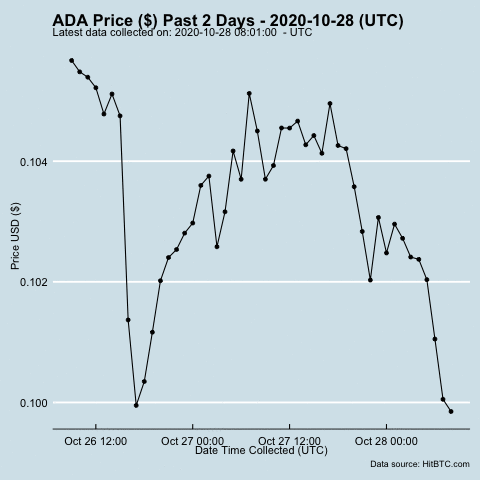 ADA Price ($) Past 2 Days - 2020-10-28 (UTC)
Latest data collected on: 2020-10-28 08:01:00  - UTC
0.104
0.102
0.100
Price USD ($)
Oct 26 12:00
Oct 27 00:00
Oct 27 12:00
Oct 28 00:00
Date Time Collected (UTC)
Data source: HitBTC.com